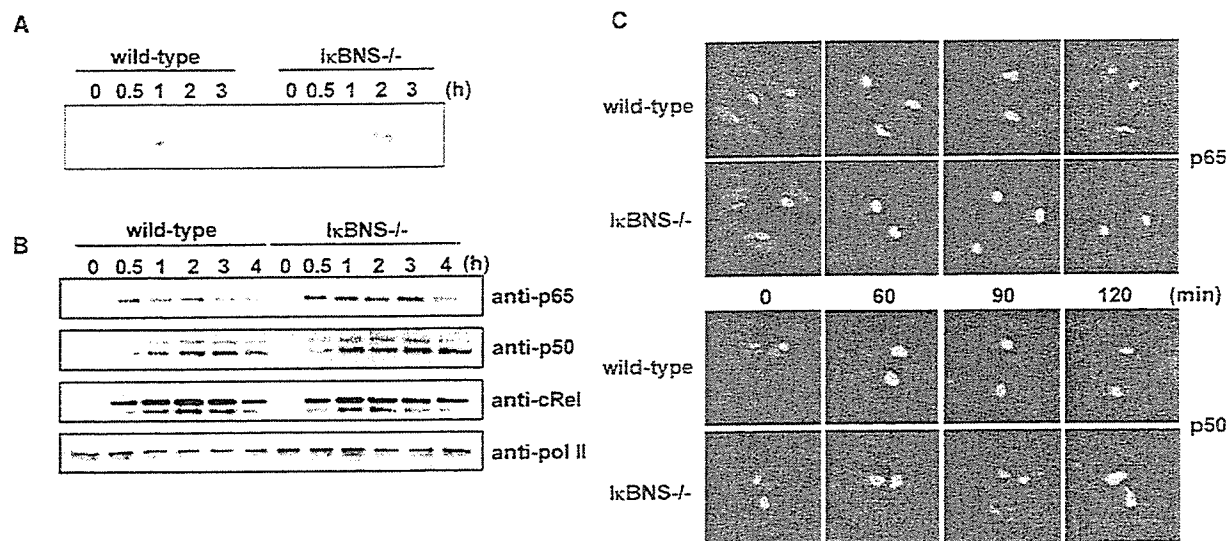 A
wild-type IκBNS-/-
0 0.5 1 2 3 0 0.5 1 2 3 (h)
B
wild-type IκBNS-/-
0 0.5 1 2 3 4 0 0.5 1 2 3 4 (h)
anti-p65
anti-p50
anti-cRel
anti-pol II
C
wild-type
p65
IκBNS-/-
0 60 90 120 (min)
wild-type
p50
IκBNS-/-